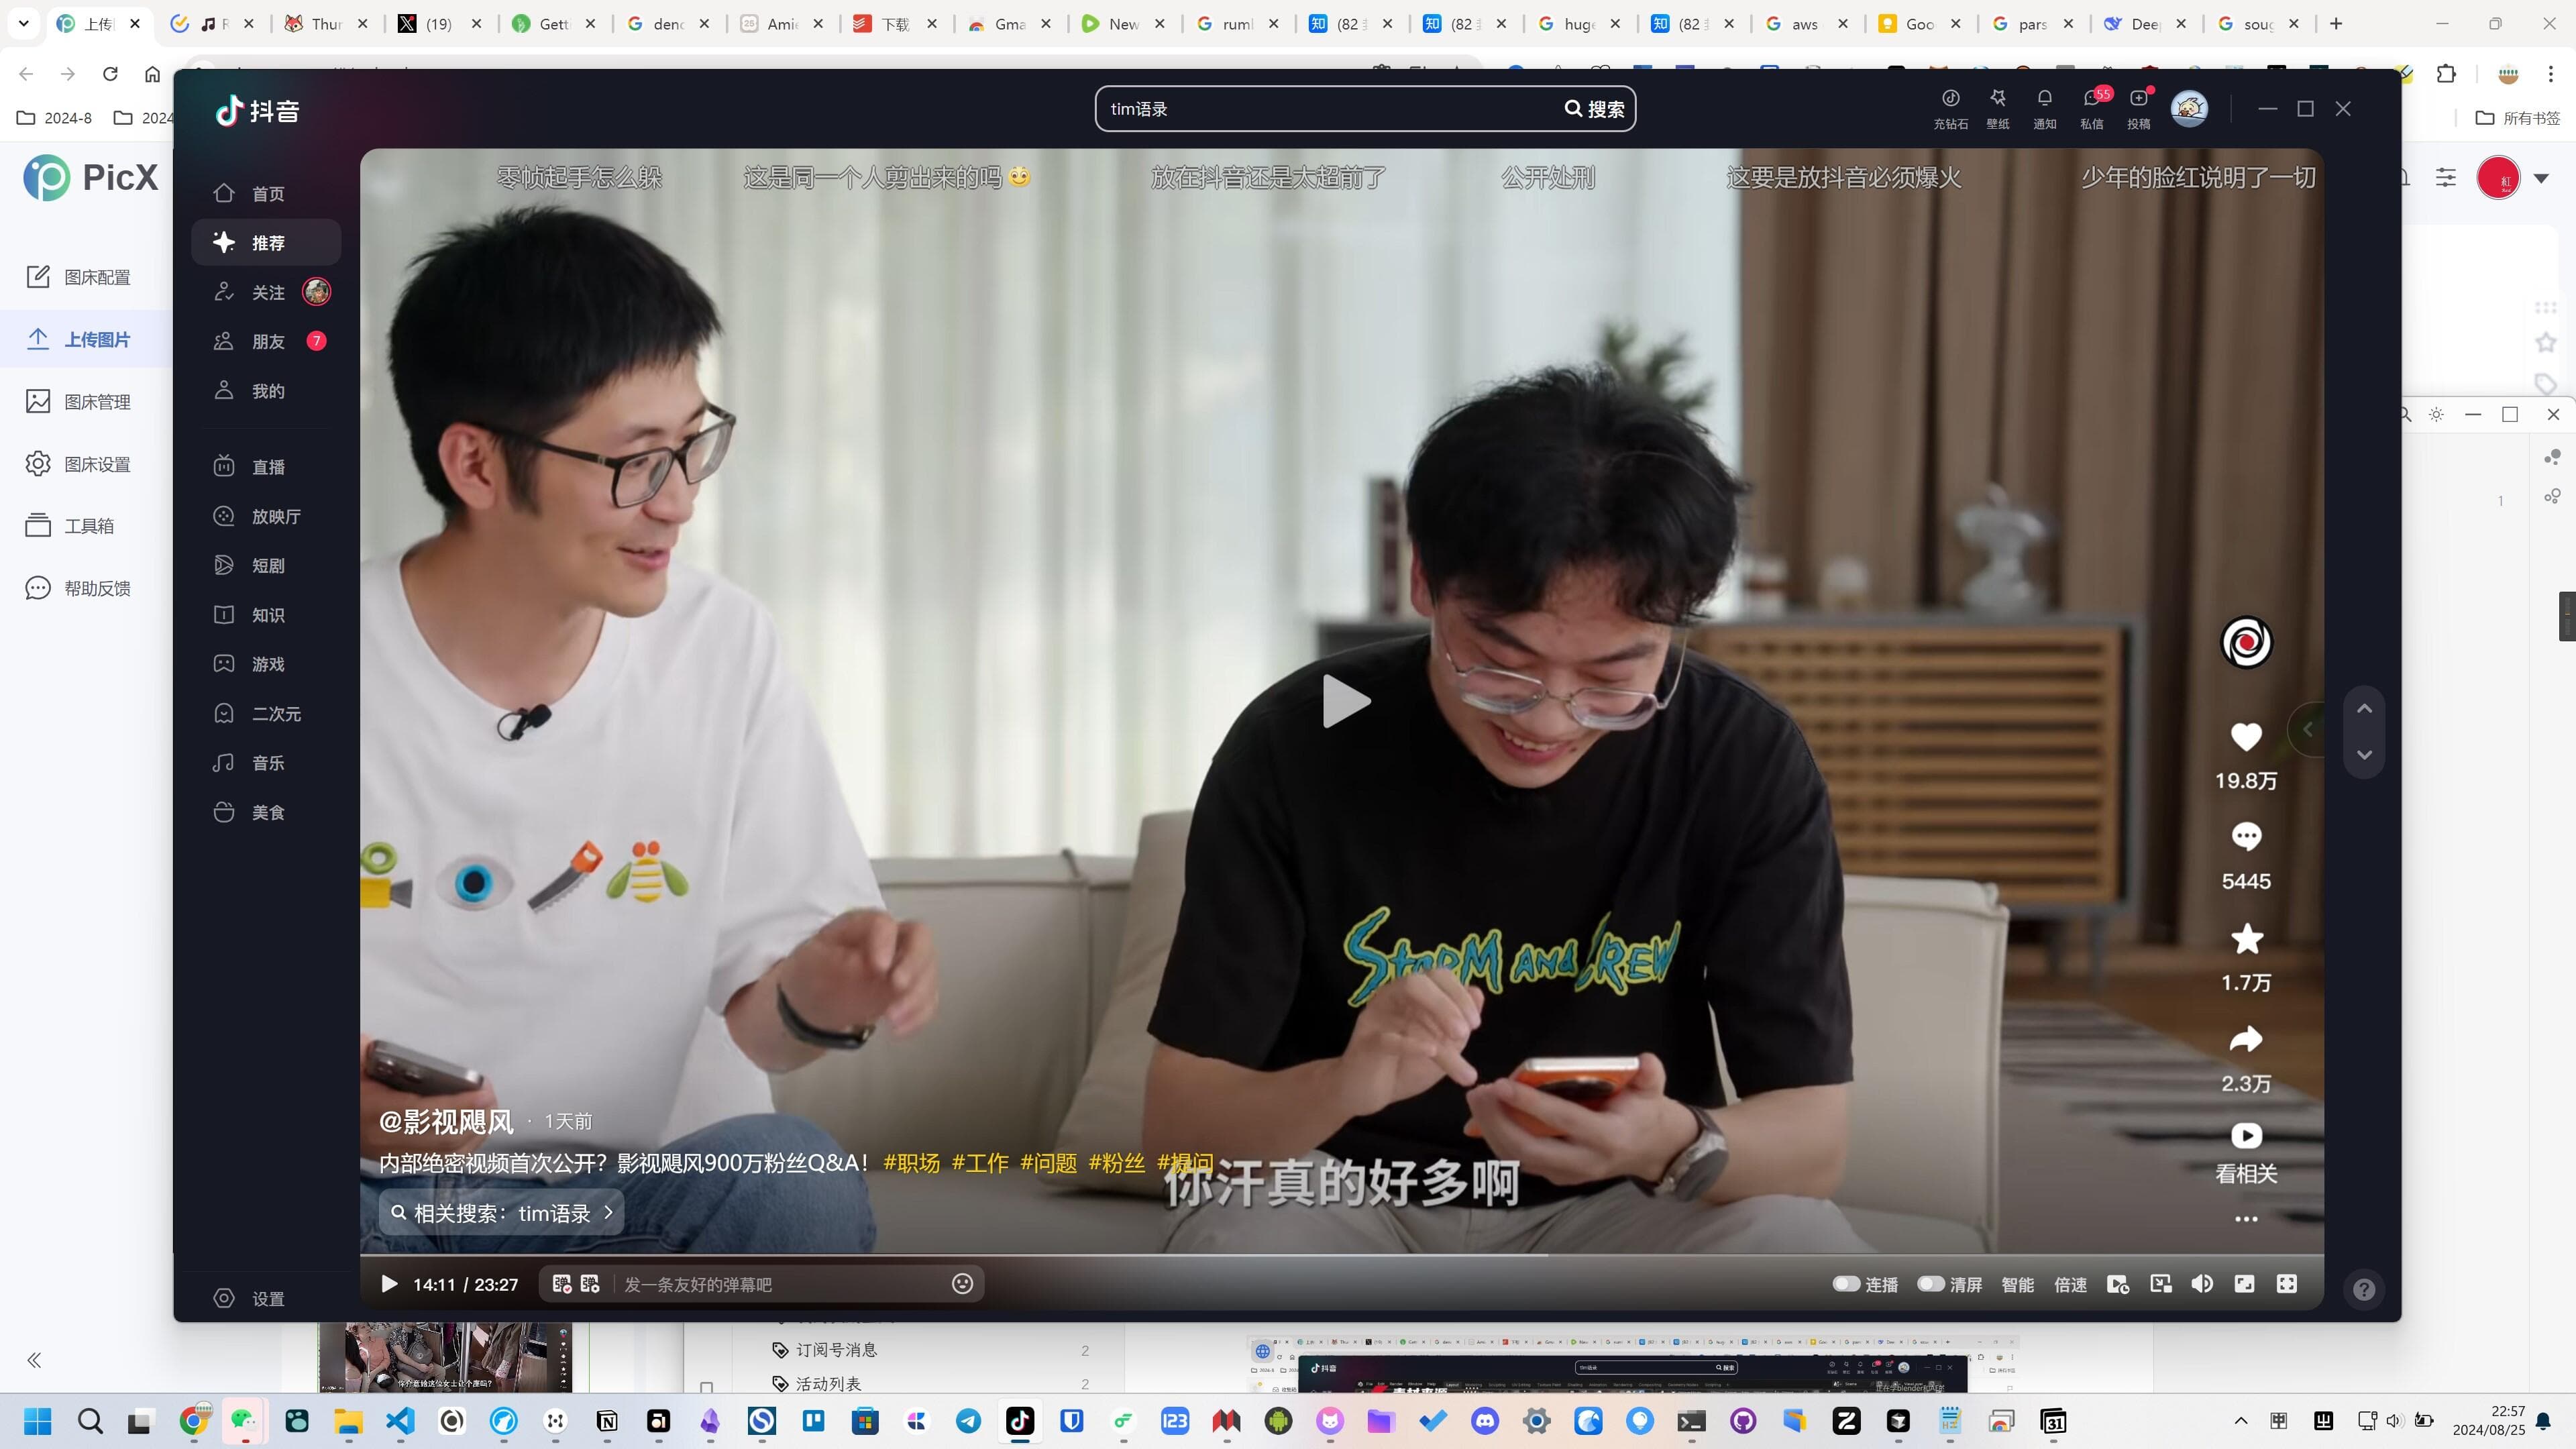 上传
R
Thur
(19)
Gett
denc
Amie
下载
Gma
New
rum
(82
(82
huge
(82
aws
Goo
pars
Dee
soug
2024-8
2024
所有书签
PicX
图床配置
上传图片
图床管理
图床设置
工具箱
帮助反馈
抖音
tim语录
搜索
充钻石
壁纸
通知
55
私信
投稿
首页
推荐
关注
朋友
7
我的
直播
放映厅
短剧
知识
游戏
二次元
音乐
美食
设置
零帧起手怎么躲
这是同一个人剪出来的吗
放在抖音还是太超前了
公开处刑
这要是放抖音必须爆火
少年的脸红说明了一切
STORM AND CREW
19.8万
5445
1.7万
2.3万
看相关
@影视飓风 · 1天前
内部绝密视频首次公开？影视飓风900万粉丝Q&A！ #职场 #工作 #问题 #粉丝 #提问
你汗真的好多啊
相关搜索：tim语录
14:11 / 23:27
发一条友好的弹幕吧
连播
清屏
智能
倍速
1
订阅号消息 2
活动列表 2
抖音
tim语录
搜索
22:57
2024/08/25